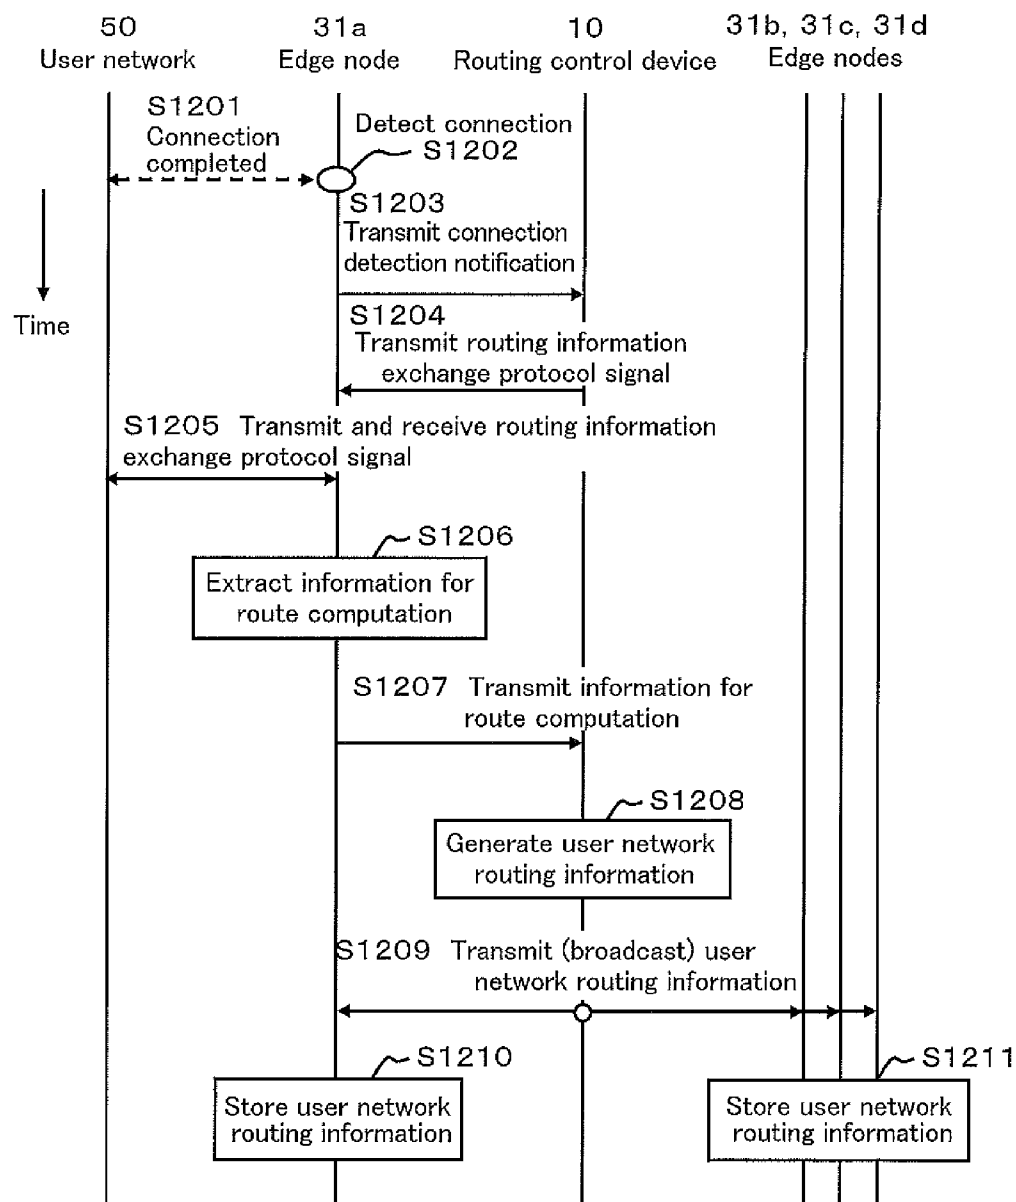 50
User network
31a
Edge node
10
Routing control device
31b, 31c, 31d
Edge nodes
S1201
Connection
completed
Detect connection
S1202
S1203
Transmit connection
detection notification
Time
S1204
Transmit routing information
exchange protocol signal
S1205 Transmit and receive routing information
exchange protocol signal
S1206
Extract information for
route computation
S1207 Transmit information for
route computation
S1208
Generate user network
routing information
S1209 Transmit (broadcast) user
network routing information
S1210
Store user network
routing information
S1211
Store user network
routing information